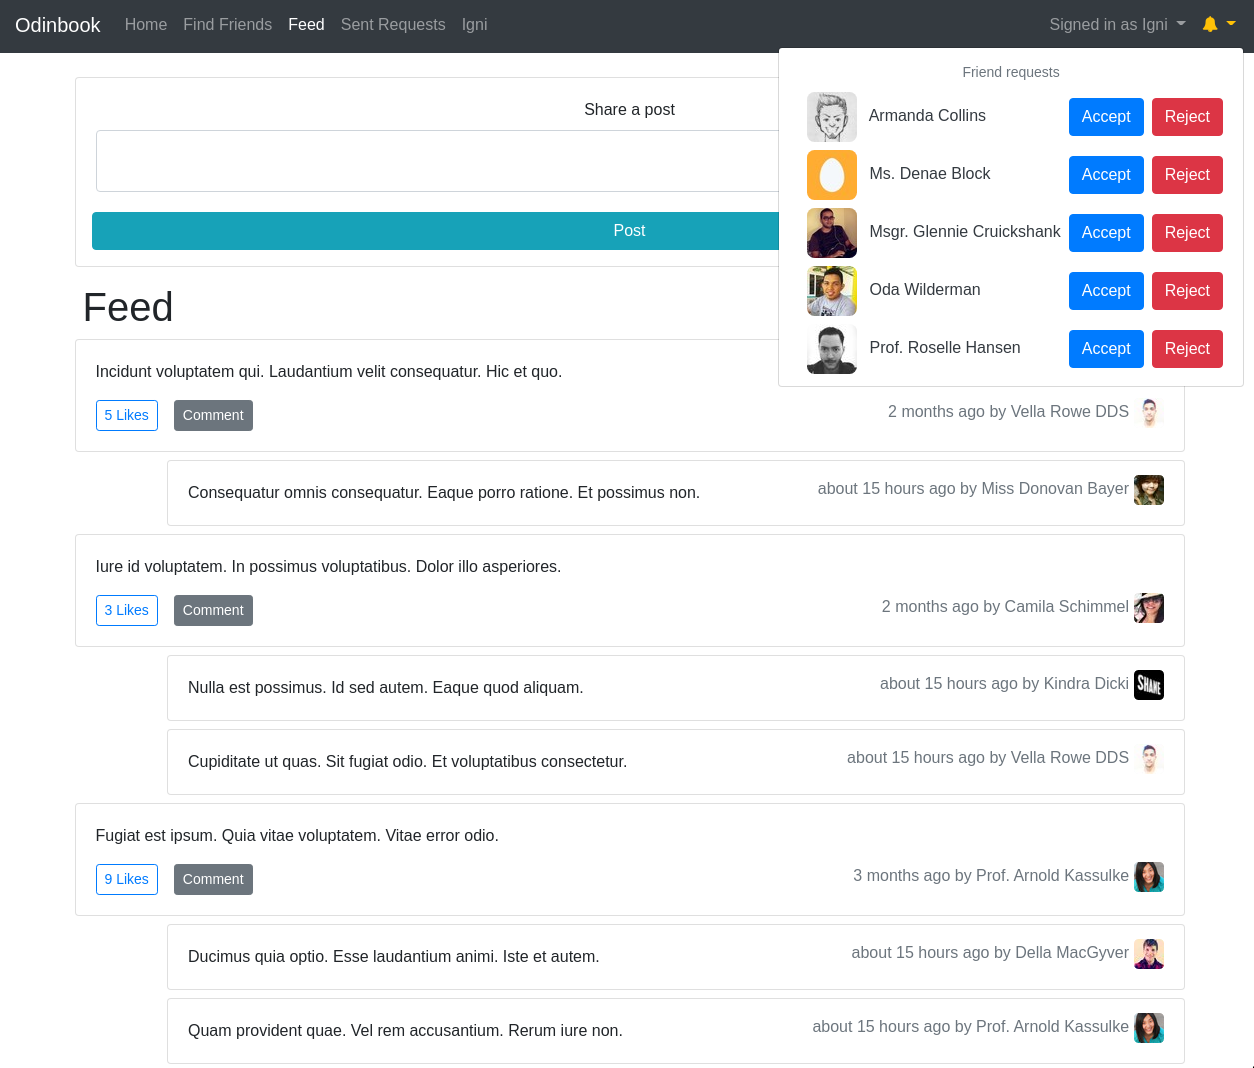 Odinbook Home Find Friends Feed Sent Requests Igni Signed in as Igni
Friend requests
Armanda Collins Accept Reject
Ms. Denae Block Accept Reject
Msgr. Glennie Cruickshank Accept Reject
Oda Wilderman Accept Reject
Prof. Roselle Hansen Accept Reject
Share a post
Post
Feed
Incidunt voluptatem qui. Laudantium velit consequatur. Hic et quo.
5 Likes Comment 2 months ago by Vella Rowe DDS
Consequatur omnis consequatur. Eaque porro ratione. Et possimus non. about 15 hours ago by Miss Donovan Bayer
Iure id voluptatem. In possimus voluptatibus. Dolor illo asperiores.
3 Likes Comment 2 months ago by Camila Schimmel
Nulla est possimus. Id sed autem. Eaque quod aliquam. about 15 hours ago by Kindra Dicki
SHANE
Cupiditate ut quas. Sit fugiat odio. Et voluptatibus consectetur. about 15 hours ago by Vella Rowe DDS
Fugiat est ipsum. Quia vitae voluptatem. Vitae error odio.
9 Likes Comment 3 months ago by Prof. Arnold Kassulke
Ducimus quia optio. Esse laudantium animi. Iste et autem. about 15 hours ago by Della MacGyver
Quam provident quae. Vel rem accusantium. Rerum iure non. about 15 hours ago by Prof. Arnold Kassulke